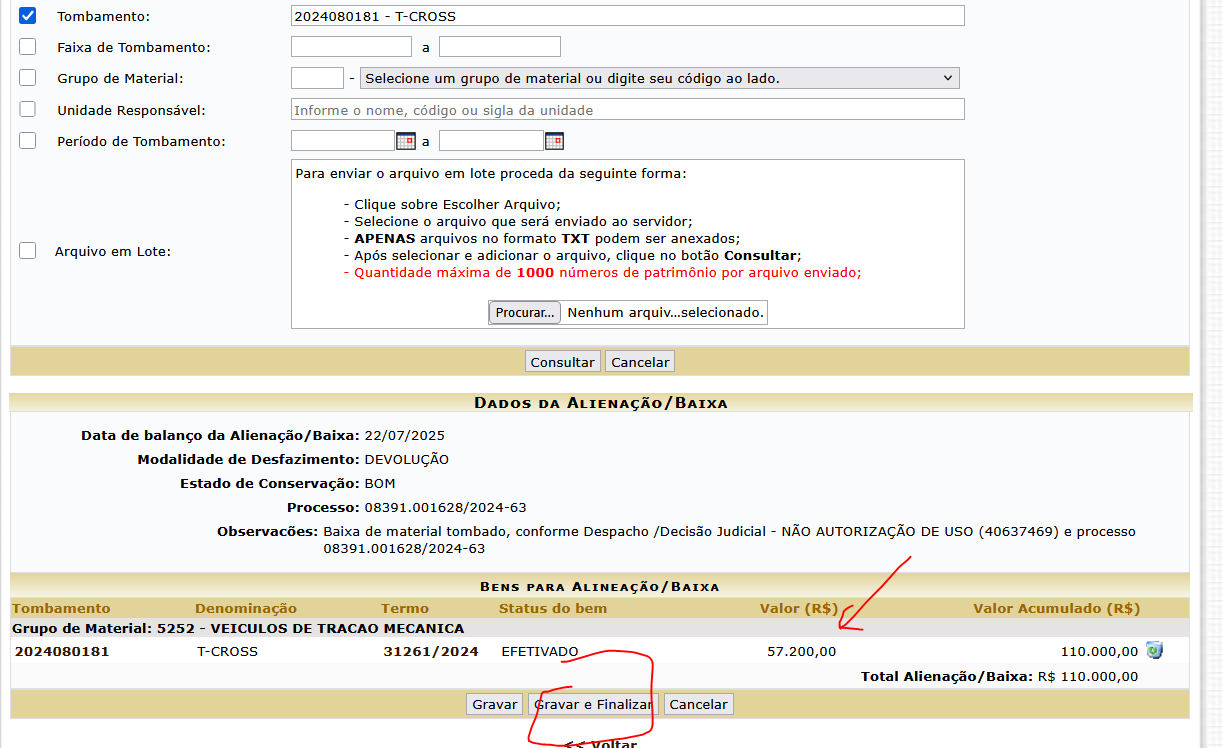 Tombamento: 2024080181 - T-CROSS
Faixa de Tombamento: a
Grupo de Material: - Selecione um grupo de material ou digite seu código ao lado.
Unidade Responsável: Informe o nome, código ou sigla da unidade
Período de Tombamento: a
Para enviar o arquivo em lote proceda da seguinte forma:
- Clique sobre Escolher Arquivo;
- Selecione o arquivo que será enviado ao servidor;
- APENAS arquivos no formato TXT podem ser anexados;
- Após selecionar e adicionar o arquivo, clique no botão Consultar;
- Quantidade máxima de 1000 números de patrimônio por arquivo enviado;
Arquivo em Lote:
Procurar... Nenhum arquiv...selecionado.
Consultar Cancelar
Dados da Alienação/Baixa
Data de balanço da Alienação/Baixa: 22/07/2025
Modalidade de Desfazimento: DEVOLUÇÃO
Estado de Conservação: BOM
Processo: 08391.001628/2024-63
Observacões: Baixa de material tombado, conforme Despacho /Decisão Judicial - NÃO AUTORIZAÇÃO DE USO (40637469) e processo
08391.001628/2024-63
Bens para Alineação/Baixa
Tombamento Denominação Termo Status do bem Valor (R$) Valor Acumulado (R$)
Grupo de Material: 5252 - VEICULOS DE TRACAO MECANICA
2024080181 T-CROSS 31261/2024 EFETIVADO 57.200,00 110.000,00
Total Alienação/Baixa: R$ 110.000,00
Gravar Gravar e Finalizar Cancelar
<< Voltar